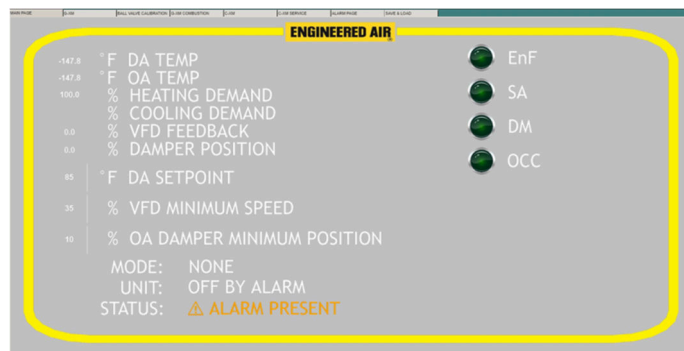 MAIN PAGE BALL VALVE CALIBRATION ALARM PAGE SAVE & LOAD
ENGINEERED AIR
-147.8 °F DA TEMP
-147.8 °F OA TEMP
100.0 % HEATING DEMAND
% COOLING DEMAND
0.0 % VFD FEEDBACK
0.0 % DAMPER POSITION
65 °F DA SETPOINT
35 % VFD MINIMUM SPEED
10 % OA DAMPER MINIMUM POSITION
MODE: NONE
UNIT: OFF BY ALARM
STATUS: ⚠ ALARM PRESENT
EnF
SA
DM
OCC